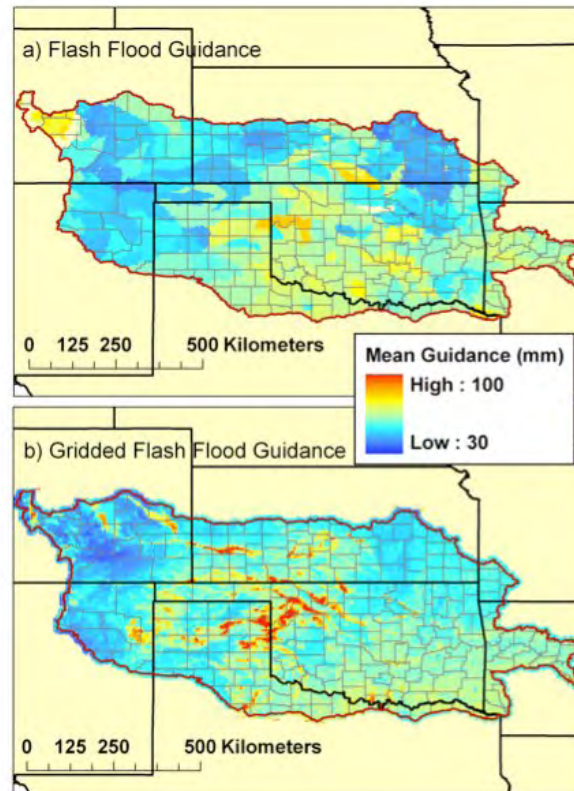 a) Flash Flood Guidance
0 125 250 500 Kilometers
Mean Guidance (mm)
High : 100
Low : 30
b) Gridded Flash Flood Guidance
0 125 250 500 Kilometers